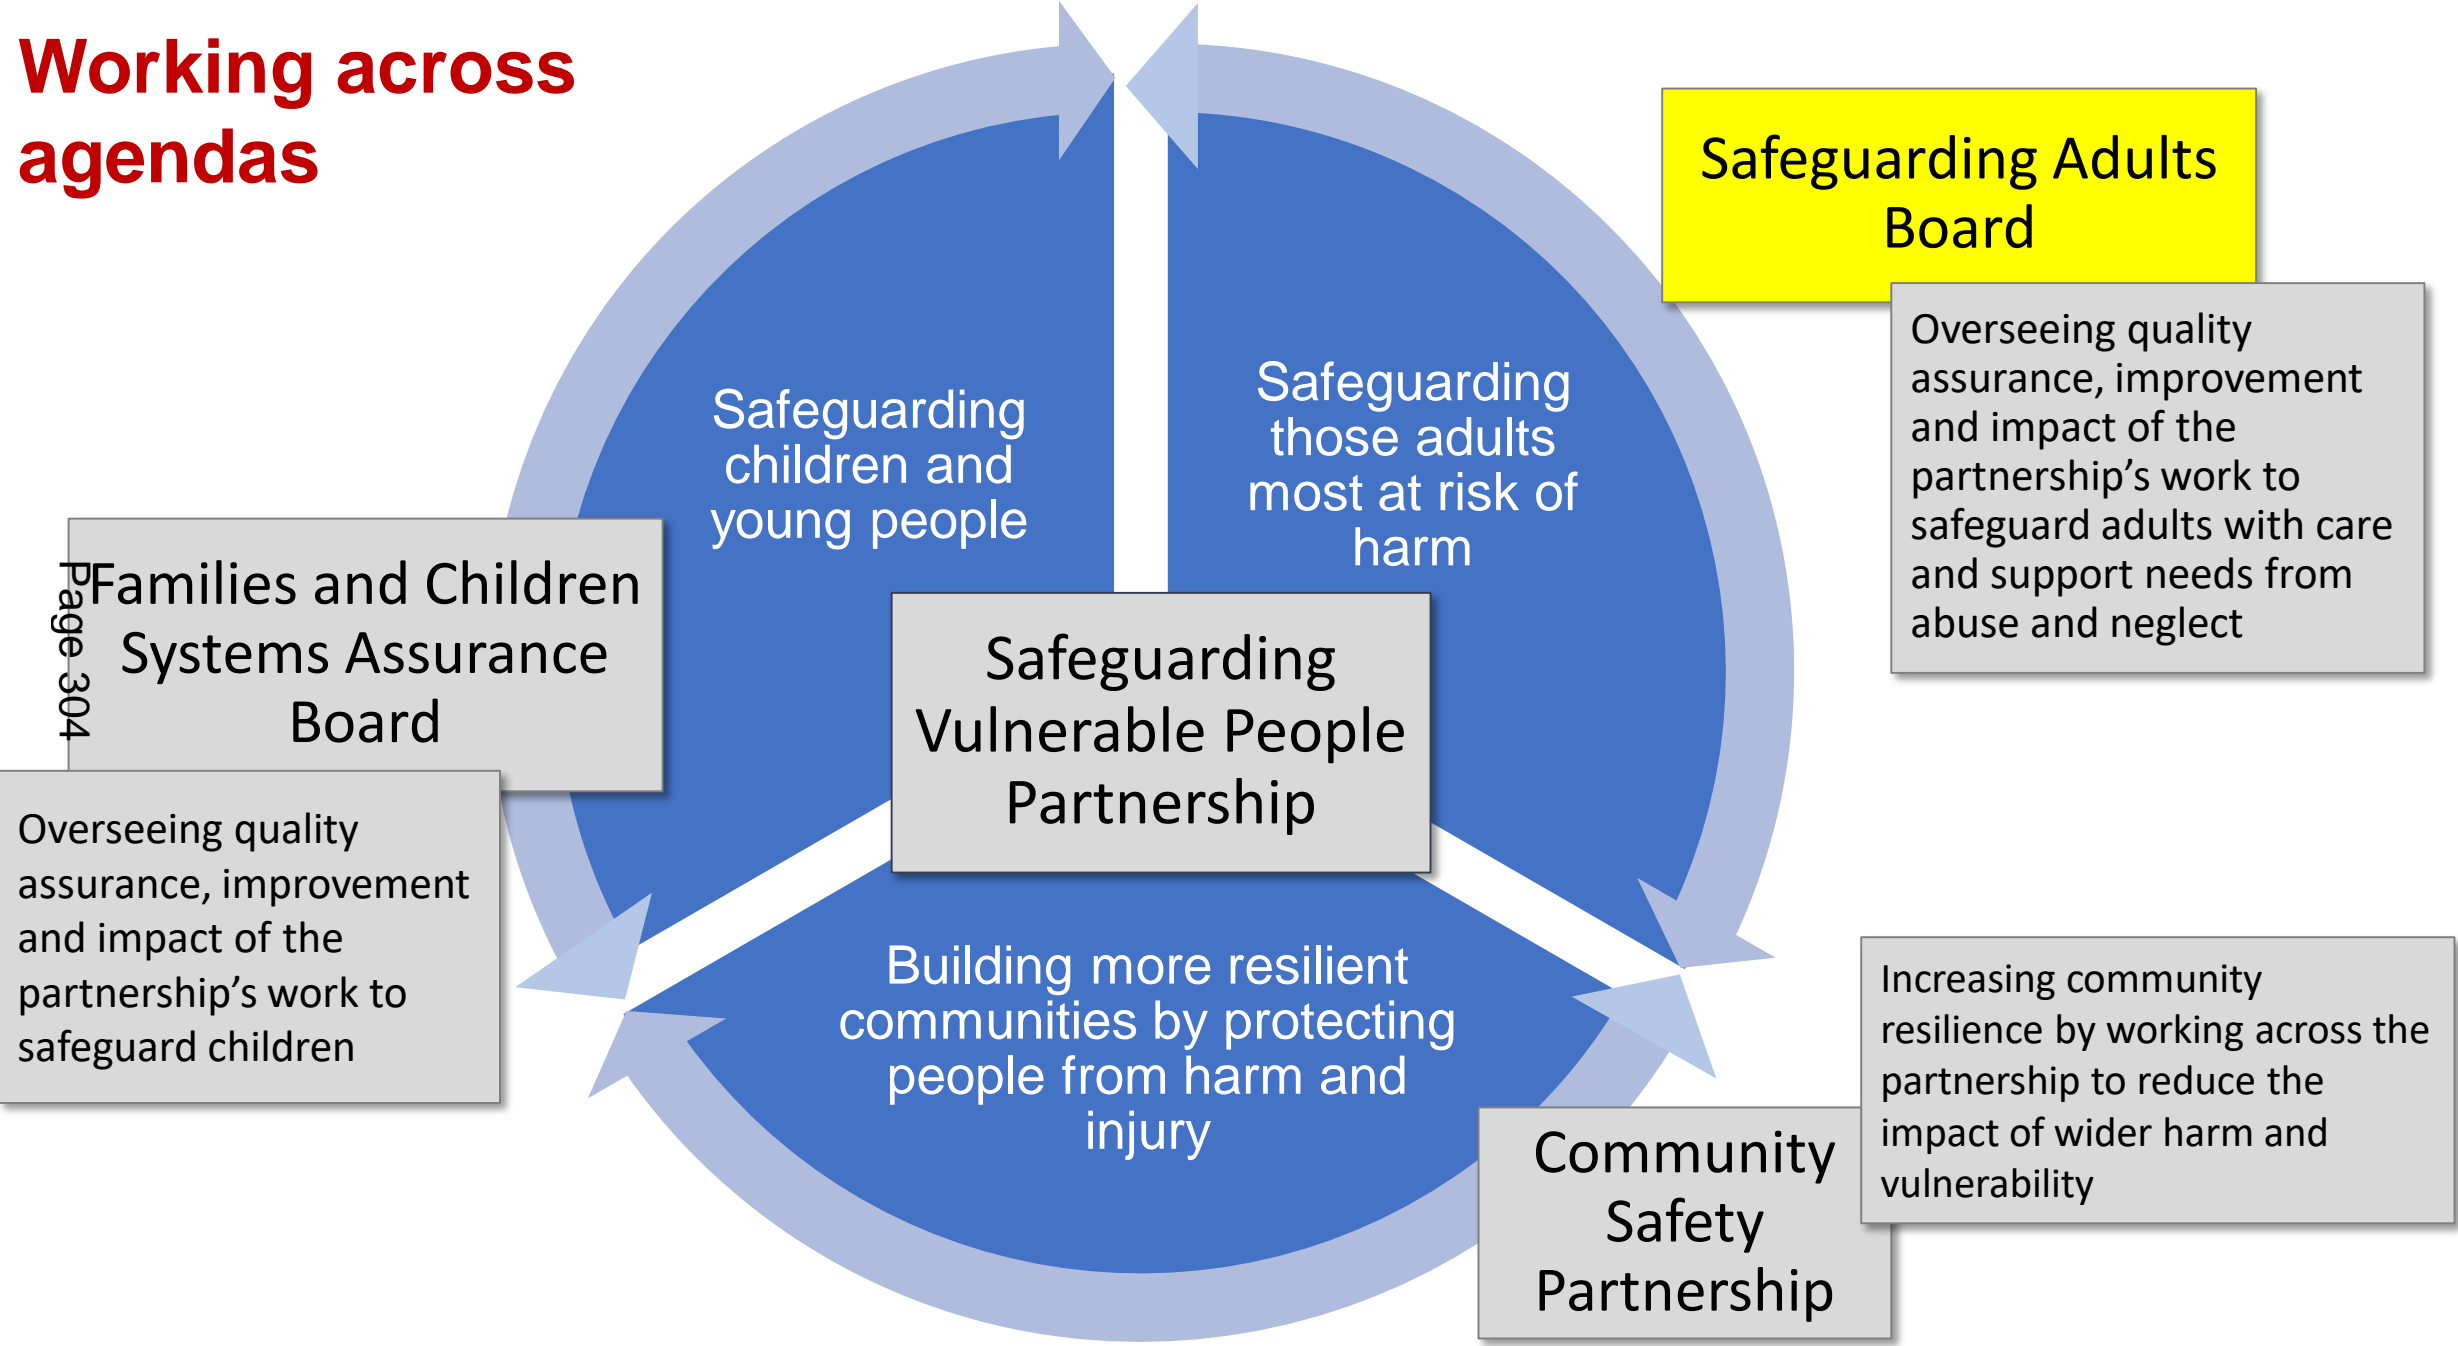 Working across
agendas
Safeguarding Adults
Board
Overseeing quality
assurance, improvement
and impact of the
partnership’s work to
safeguard adults with care
and support needs from
abuse and neglect
Safeguarding
children and
young people
Safeguarding
those adults
most at risk of
harm
Page 304
Families and Children
Systems Assurance
Board
Safeguarding
Vulnerable People
Partnership
Overseeing quality
assurance, improvement
and impact of the
partnership’s work to
safeguard children
Building more resilient
communities by protecting
people from harm and
injury
Increasing community
resilience by working across the
partnership to reduce the
impact of wider harm and
vulnerability
Community
Safety
Partnership